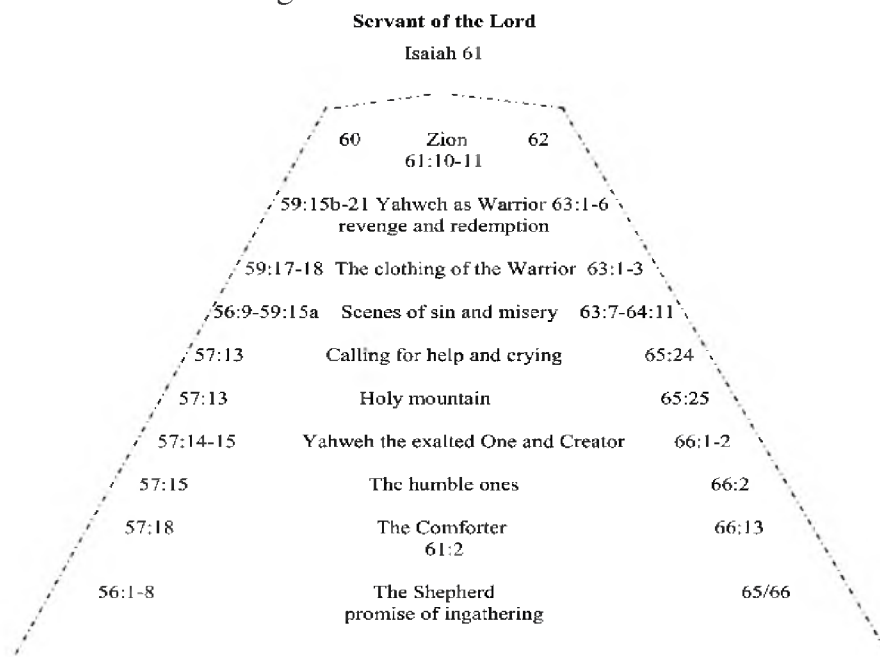 Servant of the Lord
Isaiah 61
60 Zion 62
61:10-11
59:15b-21 Yahweh as Warrior 63:1-6
revenge and redemption
59:17-18 The clothing of the Warrior 63:1-3
56:9-59:15a Scenes of sin and misery 63:7-64:11
57:13 Calling for help and crying 65:24
57:13 Holy mountain 65:25
57:14-15 Yahweh the exalted One and Creator 66:1-2
57:15 The humble ones 66:2
57:18 The Comforter 66:13
61:2
56:1-8 The Shepherd 65/66
promise of ingathering